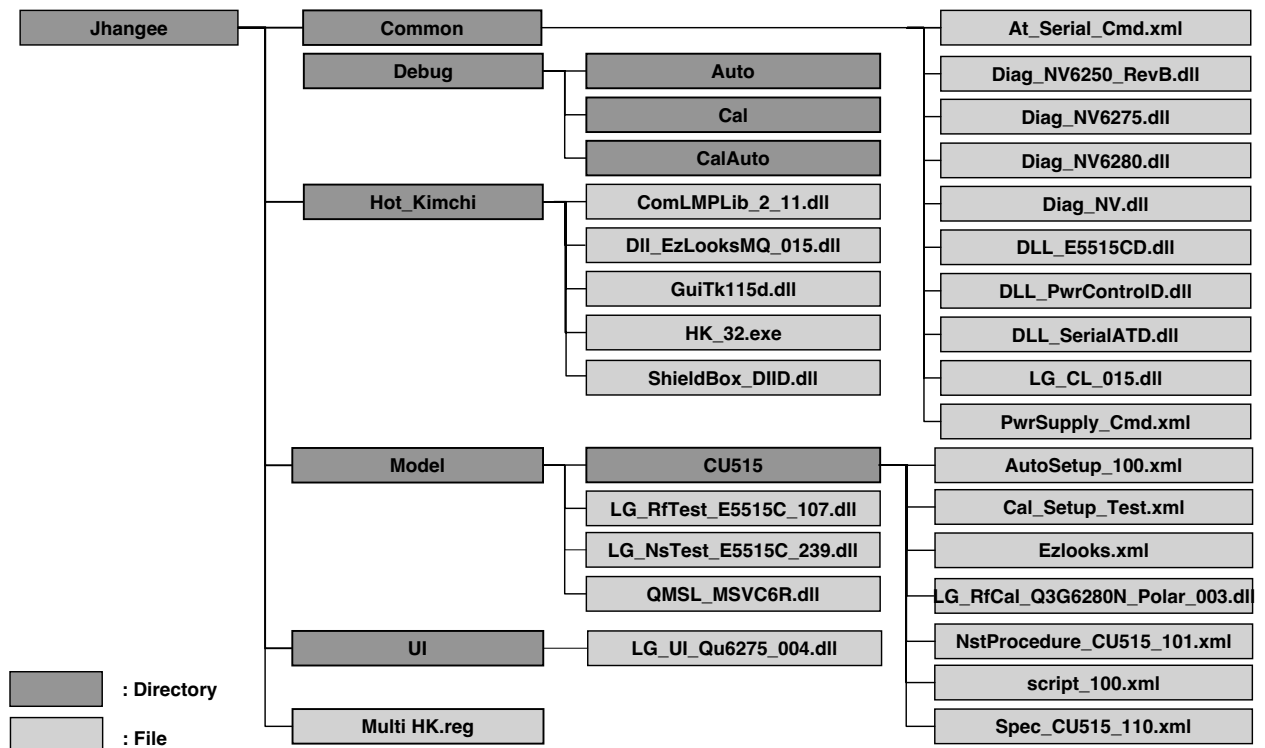 Jhangee
Common
At_Serial_Cmd.xml
Debug
Auto
Diag_NV6250_RevB.dll
Cal
Diag_NV6275.dll
CalAuto
Diag_NV6280.dll
Hot_Kimchi
ComLMPLib_2_11.dll
Diag_NV.dll
Dll_EzLooksMQ_015.dll
DLL_E5515CD.dll
GuiTk115d.dll
DLL_PwrControlD.dll
HK_32.exe
DLL_SerialATD.dll
ShieldBox_DllD.dll
LG_CL_015.dll
PwrSupply_Cmd.xml
Model
CU515
AutoSetup_100.xml
LG_RfTest_E5515C_107.dll
Cal_Setup_Test.xml
LG_NsTest_E5515C_239.dll
Ezlooks.xml
QMSL_MSVC6R.dll
LG_RfCal_Q3G6280N_Polar_003.dll
UI
LG_UI_Qu6275_004.dll
NstProcedure_CU515_101.xml
: Directory
script_100.xml
Multi HK.reg
Spec_CU515_110.xml
: File